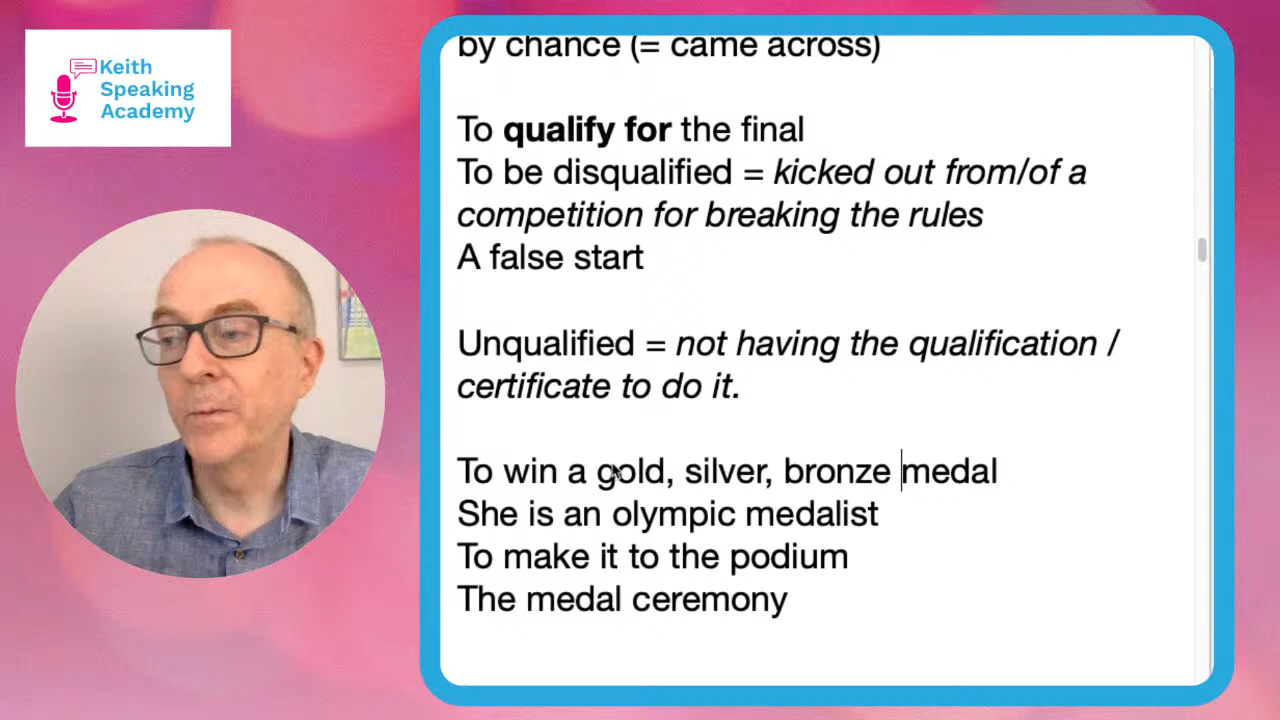 Keith
Speaking
Academy
by chance (= came across)
To qualify for the final
To be disqualified = kicked out from/of a
competition for breaking the rules
A false start
Unqualified = not having the qualification /
certificate to do it.
To win a gold, silver, bronze medal
She is an olympic medalist
To make it to the podium
The medal ceremony